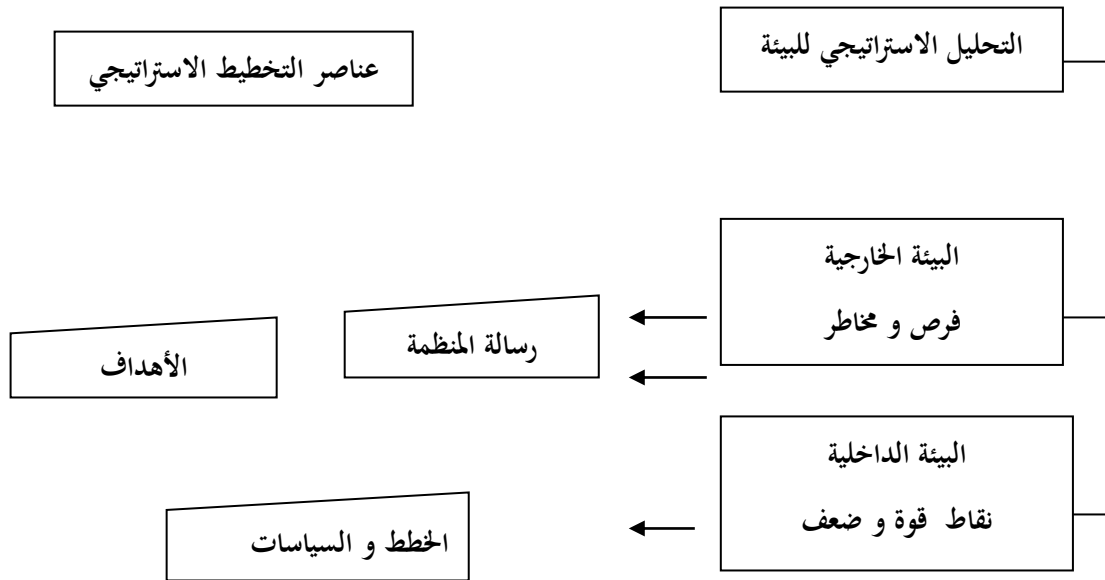 التحليل الاستراتيجي للبيئة
عناصر التخطيط الاستراتيجي
البيئة الخارجية
فرص و مخاطر
رسالة المنظمة
الأهداف
البيئة الداخلية
نقاط قوة و ضعف
الخطط و السياسات